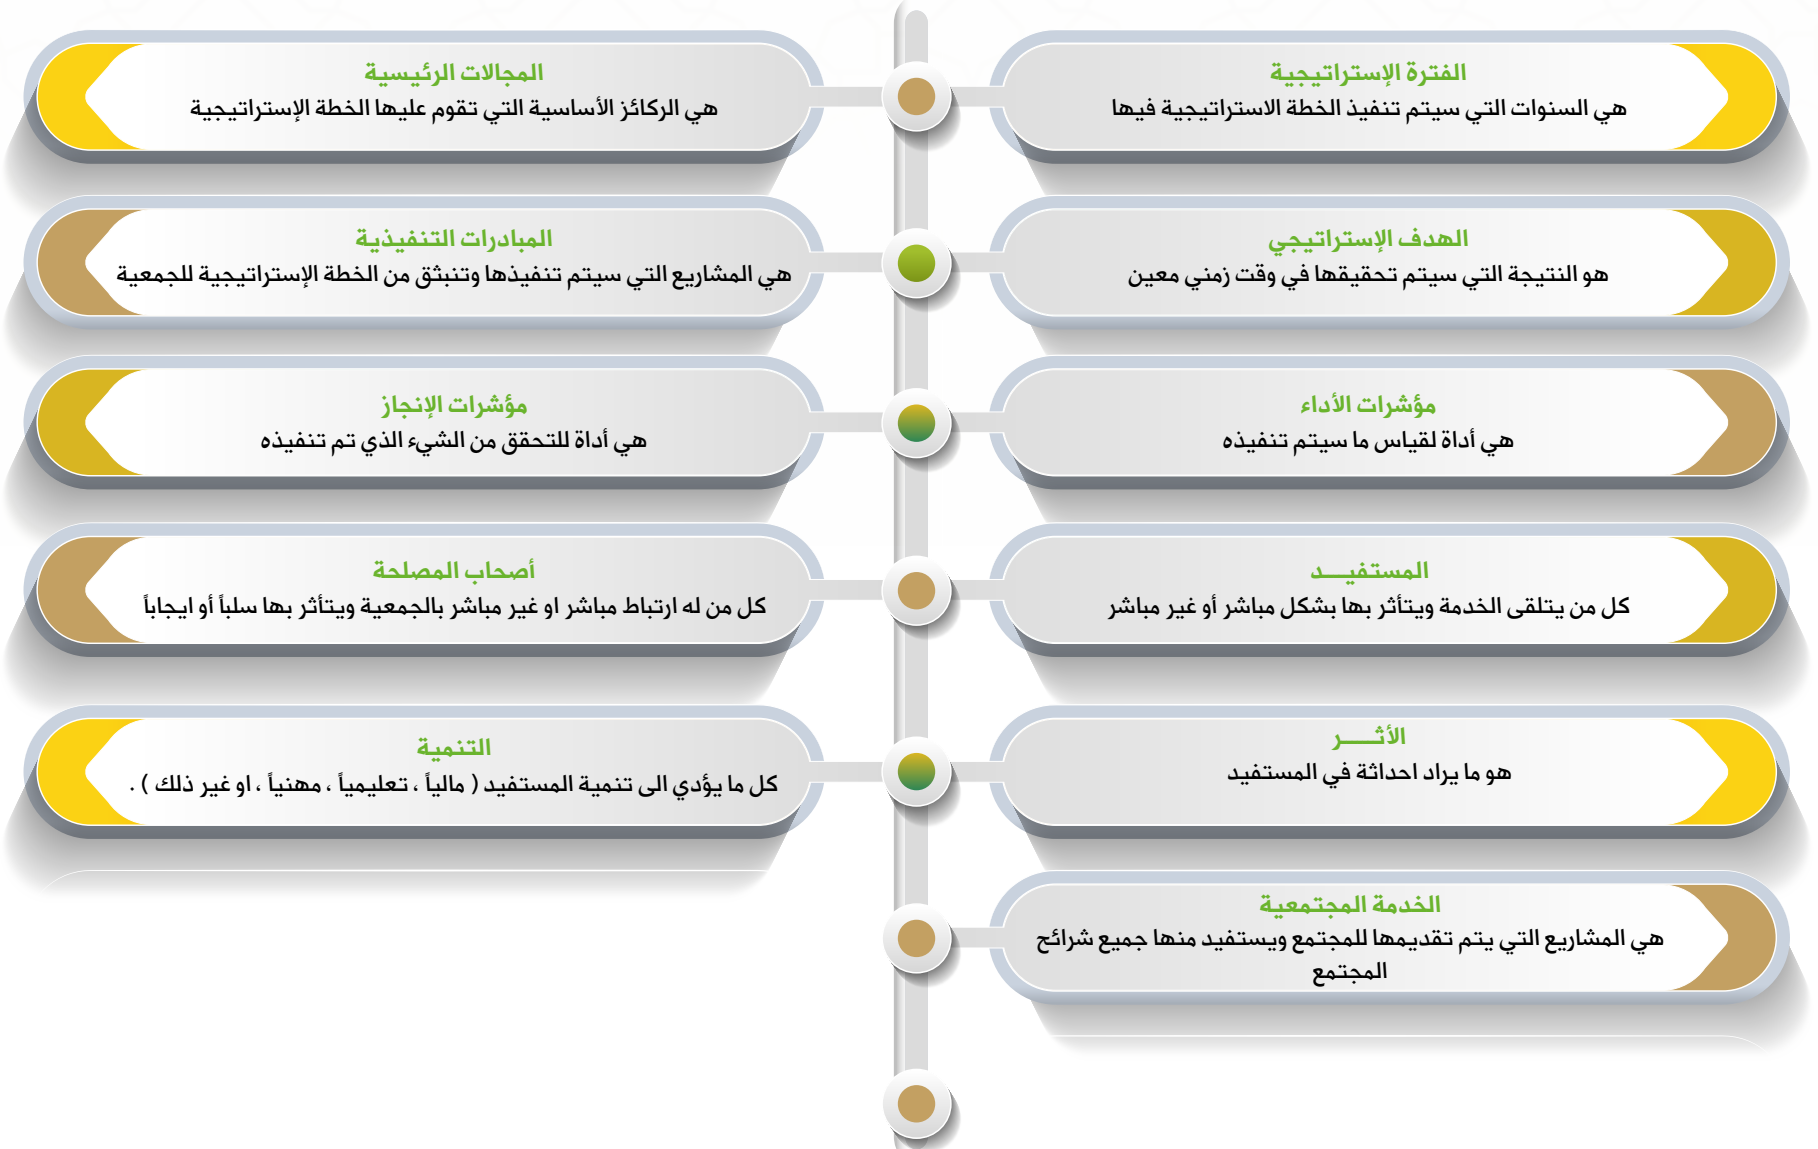 الفترة الإستراتيجية
هي السنوات التي سيتم تنفيذ الخطة الاستراتيجية فيها
المجالات الرئيسية
هي الركائز الأساسية التي تقوم عليها الخطة الإستراتيجية
الهدف الإستراتيجي
هو النتيجة التي سيتم تحقيقها في وقت زمني معين
المبادرات التنفيذية
هي المشاريع التي سيتم تنفيذها وتنبثق من الخطة الإستراتيجية للجمعية
مؤشرات الأداء
هي أداة لقياس ما سيتم تنفيذه
مؤشرات الإنجاز
هي أداة للتحقق من الشيء الذي تم تنفيذه
المستفيـــد
كل من يتلقى الخدمة ويتأثر بها بشكل مباشر أو غير مباشر
أصحاب المصلحة
كل من له ارتباط مباشر او غير مباشر بالجمعية ويتأثر بها سلباً أو ايجاباً
الأثـــــر
هو ما يراد احداثة في المستفيد
التنمية
كل ما يؤدي الى تنمية المستفيد ( مالياً ، تعليمياً ، مهنياً ، او غير ذلك ) .
الخدمة المجتمعية
هي المشاريع التي يتم تقديمها للمجتمع ويستفيد منها جميع شرائح
المجتمع